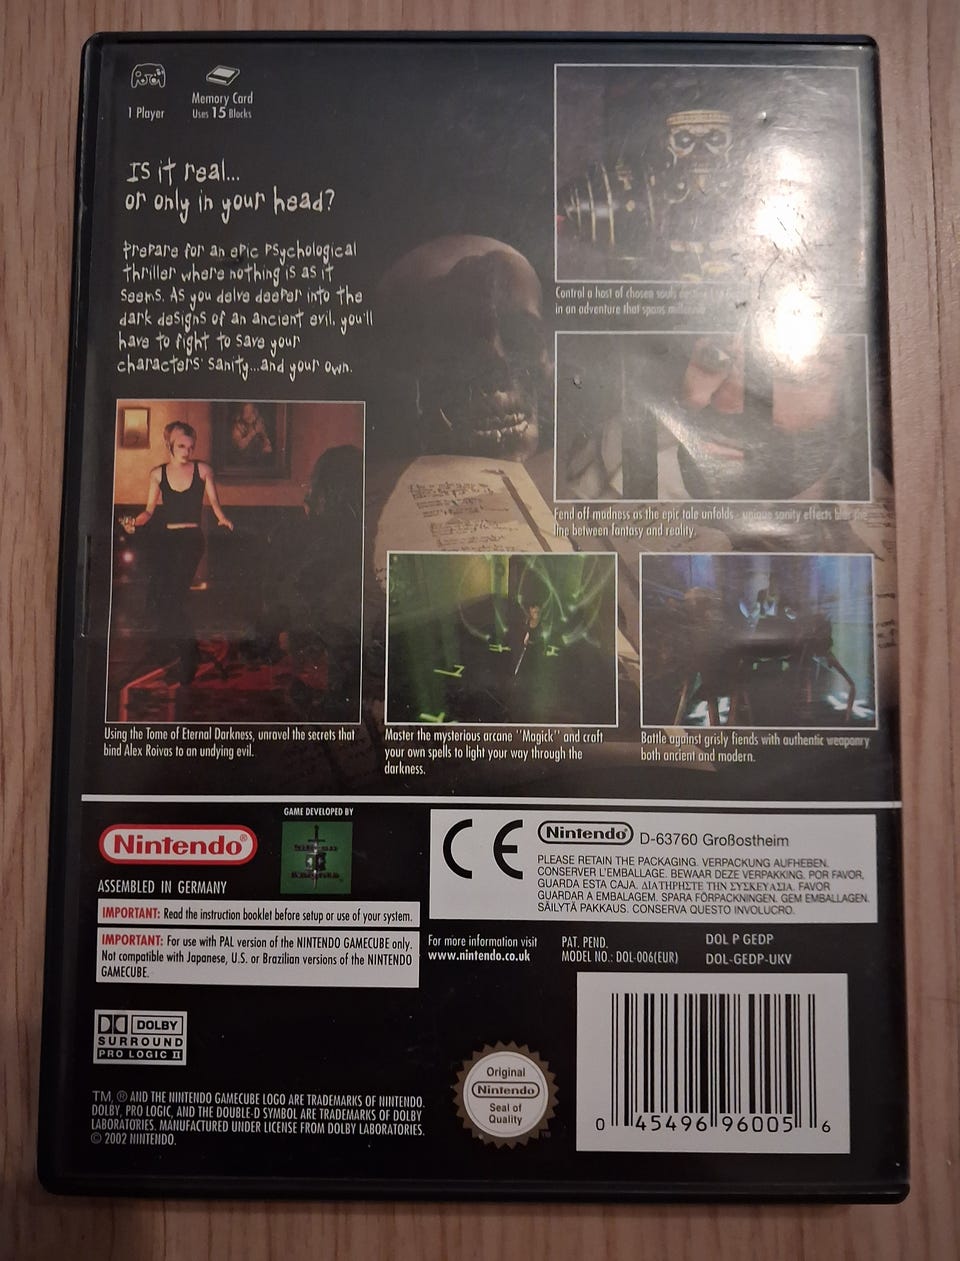 1 Player
Memory Card
Uses 15 Blocks
Is it real...
or only in your head?
Prepare for an epic psychological
thriller where nothing is as it
seems. As you delve deeper into the
dark designs of an ancient evil, you'll
have to fight to save your
characters' sanity...and your own.
Control a host of chosen souls
in an adventure that spans
Fend off madness as the epic tale unfolds - unique sanity effects blur the
line between fantasy and reality.
Using the Tome of Eternal Darkness, unravel the secrets that
bind Alex Roivas to an undying evil.
Master the mysterious arcane "Magick" and craft
your own spells to light your way through the
darkness.
Battle against grisly fiends with authentic weaponry
both ancient and modern.
Nintendo®
ASSEMBLED IN GERMANY
GAME DEVELOPED BY
IMPORTANT: Read the instruction booklet before setup or use of your system.
IMPORTANT: For use with PAL version of the NINTENDO GAMECUBE only.
Not compatible with Japanese, U.S. or Brazilian versions of the NINTENDO
GAMECUBE.
CE
Nintendo D-63760 Großostheim
PLEASE RETAIN THE PACKAGING. VERPACKUNG AUFHEBEN.
CONSERVER L'EMBALLAGE. BEWAAR DEZE VERPAKKING. POR FAVOR,
GUARDA ESTA CAJA. ΔΙΑΤΗΡΗΣΤΕ ΤΗΝ ΣΥΣΚΕΥΑΣΙΑ. FAVOR
GUARDAR A EMBALAGEM. SPARA FÖRPACKNINGEN. GEM EMBALLAGEN.
SÄILYTÄ PAKKAUS. CONSERVA QUESTO INVOLUCRO.
For more information visit
www.nintendo.co.uk
PAT. PEND.
MODEL NO.: DOL-006(EUR)
DOL P GEDP
DOL-GEDP-UKV
DOLBY
SURROUND
PRO LOGIC II
TM, ® AND THE NINTENDO GAMECUBE LOGO ARE TRADEMARKS OF NINTENDO.
DOLBY, PRO LOGIC, AND THE DOUBLE-D SYMBOL ARE TRADEMARKS OF DOLBY
LABORATORIES. MANUFACTURED UNDER LICENSE FROM DOLBY LABORATORIES.
© 2002 NINTENDO.
Original
Nintendo
Seal of
Quality
TM
0 45496 96005 6